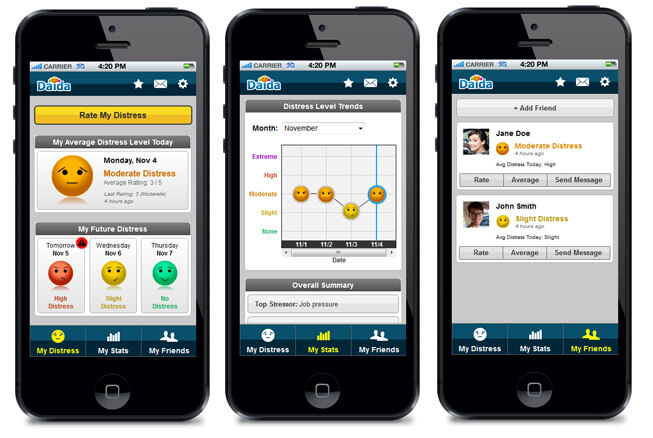 CARRIER 3G 4:20 PM
Daida
Rate My Distress
My Average Distress Level Today
Monday, Nov 4
Moderate Distress
Average Rating: 3 / 5
Last Rating: 3 (Moderate)
4 hours ago
My Future Distress
Tomorrow Wednesday Thursday
Nov 5 Nov 6 Nov 7
High Slight No
Distress Distress Distress
My Distress My Stats My Friends
CARRIER 3G 4:20 PM
Daida
Distress Level Trends
Month: November
Extreme
High
Moderate
Slight
None
11/1 11/2 11/3 11/4
Date
Overall Summary
Top Stressor: Job pressure
My Distress My Stats My Friends
CARRIER 3G 4:20 PM
Daida
+ Add Friend
Jane Doe
Moderate Distress
4 hours ago
Avg Distress Today: High
Rate Average Send Message
John Smith
Slight Distress
4 hours ago
Avg Distress Today: Slight
Rate Average Send Message
My Distress My Stats My Friends